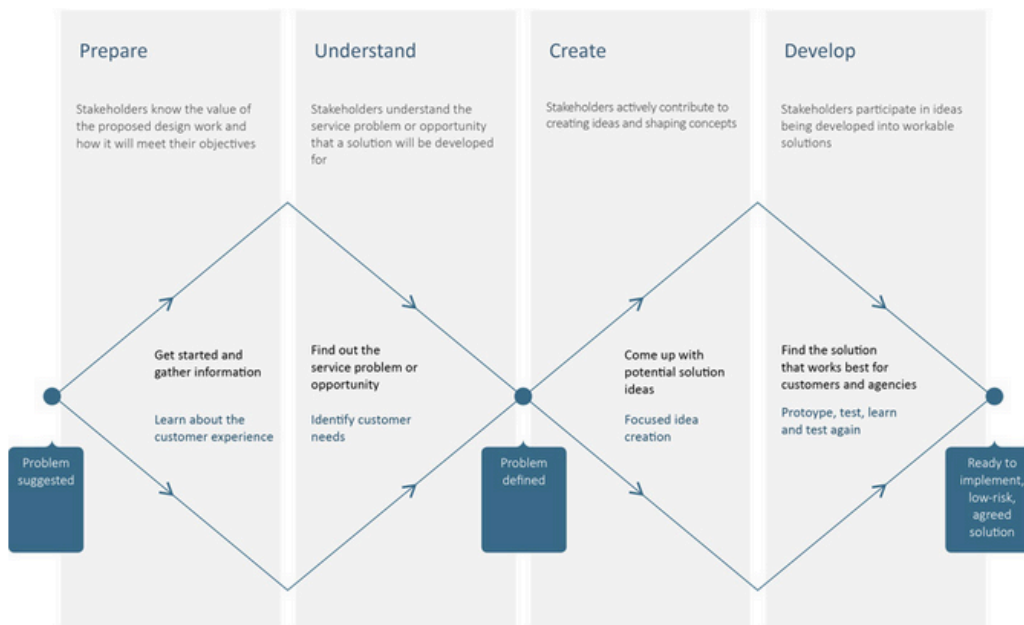 Prepare
Understand
Create
Develop
Stakeholders know the value of
the proposed design work and
how it will meet their objectives
Stakeholders understand the
service problem or opportunity
that a solution will be developed
for
Stakeholders actively contribute to
creating ideas and shaping concepts
Stakeholders participate in ideas
being developed into workable
solutions
Get started and
gather information
Learn about the
customer experience
Find out the
service problem or
opportunity
Identify customer
needs
Come up with
potential solution
ideas
Focused idea
creation
Find the solution
that works best for
customers and agencies
Protoype, test, learn
and test again
Problem
suggested
Problem
defined
Ready to
implement,
low-risk,
agreed
solution